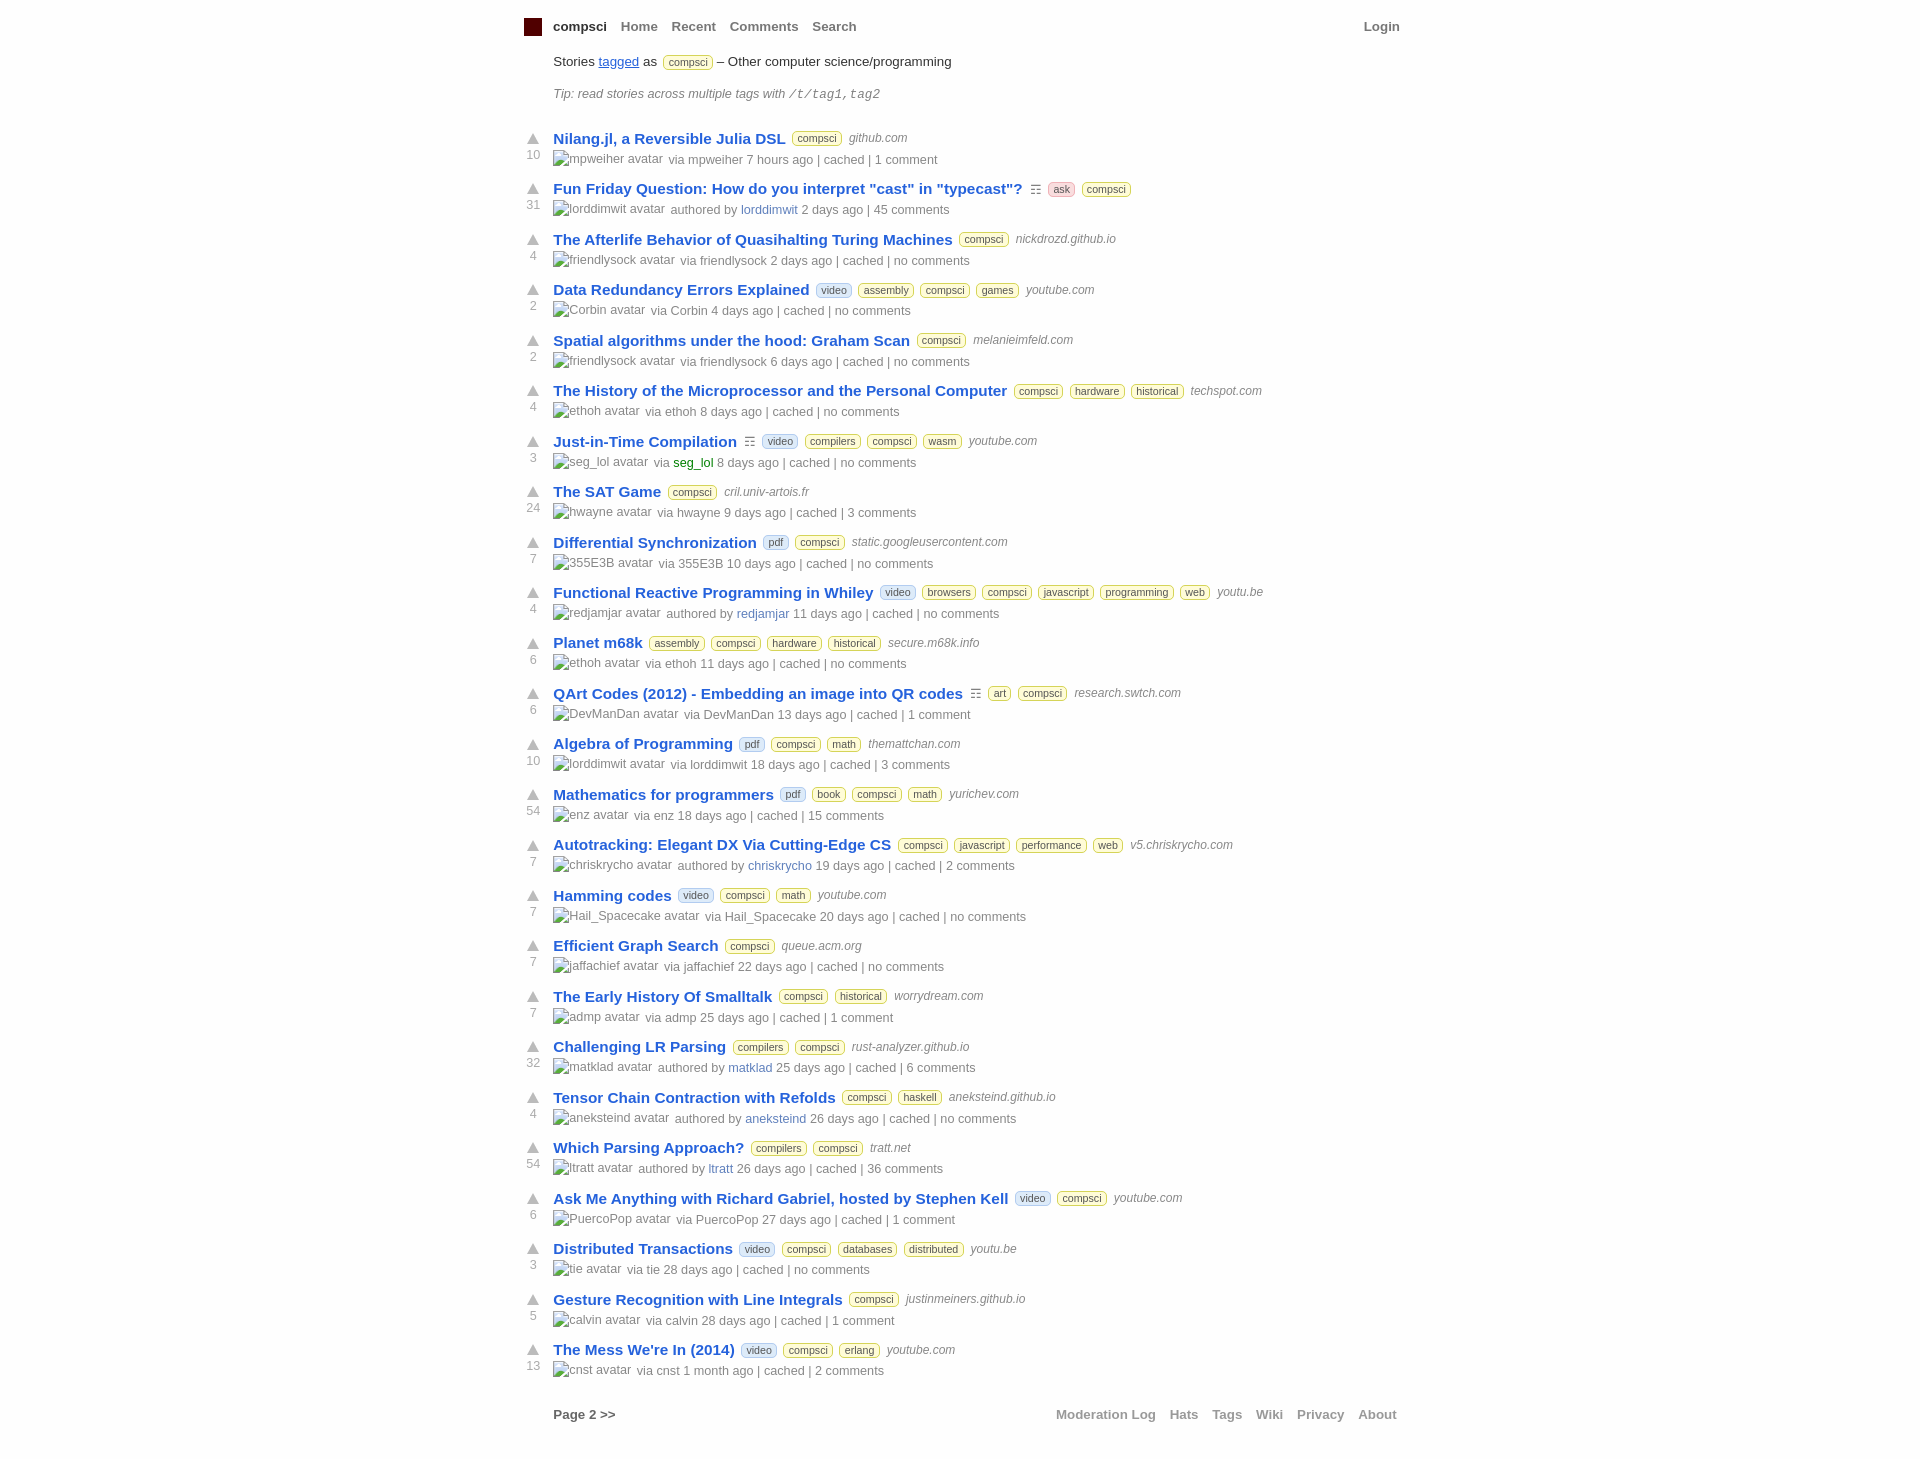 compsci Home Recent Comments Search Login
Stories tagged as compsci – Other computer science/programming
Tip: read stories across multiple tags with /t/tag1,tag2
Nilang.jl, a Reversible Julia DSL compsci github.com
10 mpweiher avatar via mpweiher 7 hours ago | cached | 1 comment
Fun Friday Question: How do you interpret "cast" in "typecast"? ☶ ask compsci
31 lorddimwit avatar authored by lorddimwit 2 days ago | 45 comments
The Afterlife Behavior of Quasihalting Turing Machines compsci nickdrozd.github.io
4 friendlysock avatar via friendlysock 2 days ago | cached | no comments
Data Redundancy Errors Explained video assembly compsci games youtube.com
2 Corbin avatar via Corbin 4 days ago | cached | no comments
Spatial algorithms under the hood: Graham Scan compsci melanieimfeld.com
2 friendlysock avatar via friendlysock 6 days ago | cached | no comments
The History of the Microprocessor and the Personal Computer compsci hardware historical techspot.com
4 ethoh avatar via ethoh 8 days ago | cached | no comments
Just-in-Time Compilation ☶ video compilers compsci wasm youtube.com
3 seg_lol avatar via seg_lol 8 days ago | cached | no comments
The SAT Game compsci cril.univ-artois.fr
24 hwayne avatar via hwayne 9 days ago | cached | 3 comments
Differential Synchronization pdf compsci static.googleusercontent.com
7 355E3B avatar via 355E3B 10 days ago | cached | no comments
Functional Reactive Programming in Whiley video browsers compsci javascript programming web youtu.be
4 redjamjar avatar authored by redjamjar 11 days ago | cached | no comments
Planet m68k assembly compsci hardware historical secure.m68k.info
6 ethoh avatar via ethoh 11 days ago | cached | no comments
QArt Codes (2012) - Embedding an image into QR codes ☶ art compsci research.swtch.com
6 DevManDan avatar via DevManDan 13 days ago | cached | 1 comment
Algebra of Programming pdf compsci math themattchan.com
10 lorddimwit avatar via lorddimwit 18 days ago | cached | 3 comments
Mathematics for programmers pdf book compsci math yurichev.com
54 enz avatar via enz 18 days ago | cached | 15 comments
Autotracking: Elegant DX Via Cutting-Edge CS compsci javascript performance web v5.chriskrycho.com
7 chriskrycho avatar authored by chriskrycho 19 days ago | cached | 2 comments
Hamming codes video compsci math youtube.com
7 Hail_Spacecake avatar via Hail_Spacecake 20 days ago | cached | no comments
Efficient Graph Search compsci queue.acm.org
7 jaffachief avatar via jaffachief 22 days ago | cached | no comments
The Early History Of Smalltalk compsci historical worrydream.com
7 admp avatar via admp 25 days ago | cached | 1 comment
Challenging LR Parsing compilers compsci rust-analyzer.github.io
32 matklad avatar authored by matklad 25 days ago | cached | 6 comments
Tensor Chain Contraction with Refolds compsci haskell aneksteind.github.io
4 aneksteind avatar authored by aneksteind 26 days ago | cached | no comments
Which Parsing Approach? compilers compsci tratt.net
54 ltratt avatar authored by ltratt 26 days ago | cached | 36 comments
Ask Me Anything with Richard Gabriel, hosted by Stephen Kell video compsci youtube.com
6 PuercoPop avatar via PuercoPop 27 days ago | cached | 1 comment
Distributed Transactions video compsci databases distributed youtu.be
3 tie avatar via tie 28 days ago | cached | no comments
Gesture Recognition with Line Integrals compsci justinmeiners.github.io
5 calvin avatar via calvin 28 days ago | cached | 1 comment
The Mess We're In (2014) video compsci erlang youtube.com
13 cnst avatar via cnst 1 month ago | cached | 2 comments
Page 2 >> Moderation Log Hats Tags Wiki Privacy About